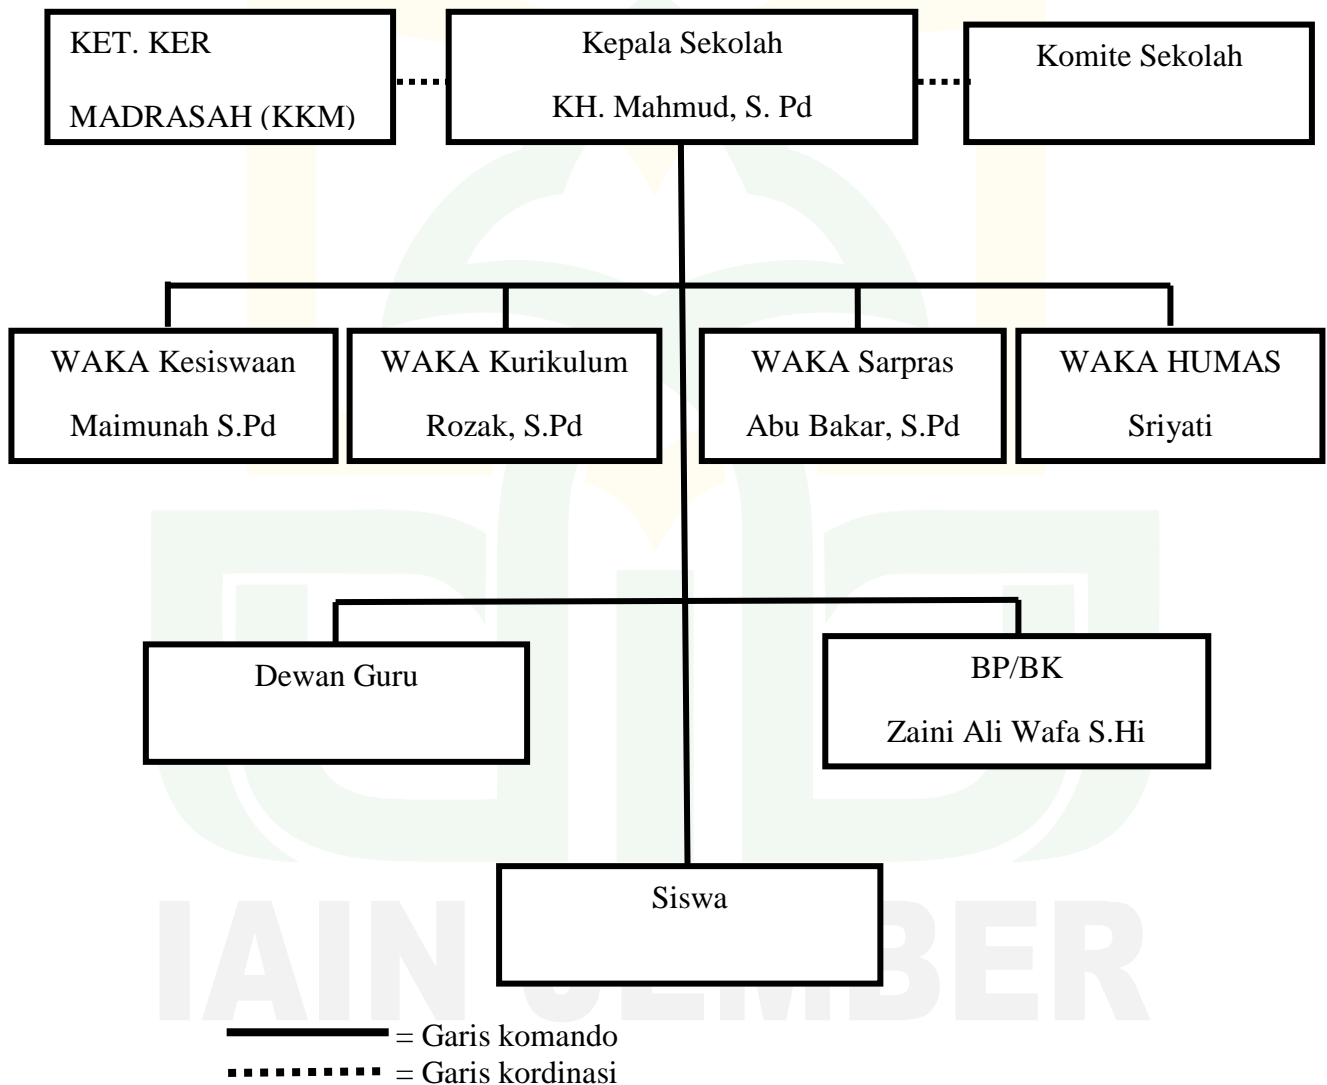 KET. KER
MADRASAH (KKM)
Kepala Sekolah
KH. Mahmud, S. Pd
Komite Sekolah
WAKA Kesiswaan
Maimunah S.Pd
WAKA Kurikulum
Rozak, S.Pd
WAKA Sarpras
Abu Bakar, S.Pd
WAKA HUMAS
Sriyati
Dewan Guru
BP/BK
Zaini Ali Wafa S.Hi
Siswa
IAIN JEMBER
= Garis komando
= Garis kordinasi